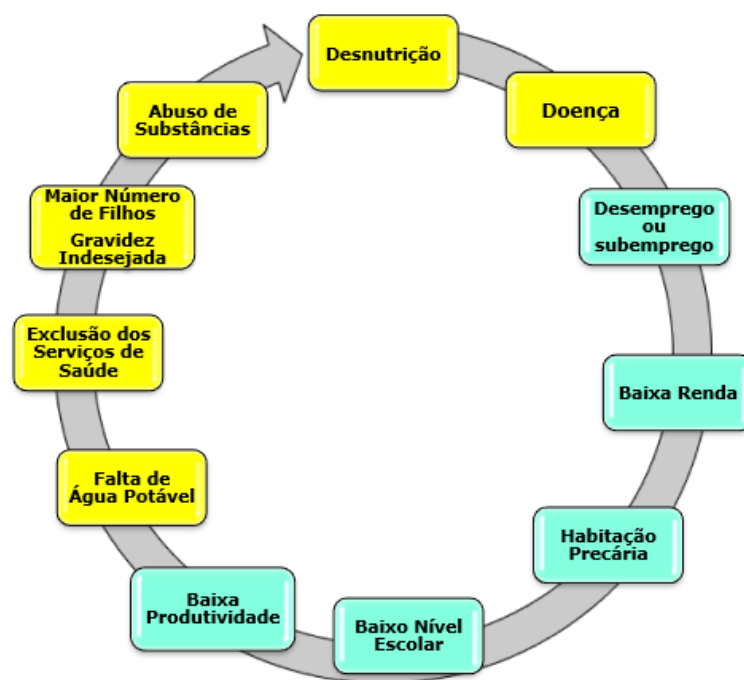 Desnutrição
Doença
Desemprego
ou
subemprego
Baixa Renda
Habitação
Precária
Baixo Nível
Escolar
Baixa
Produtividade
Falta de
Água Potável
Exclusão dos
Serviços de
Saúde
Maior Número
de Filhos
Gravidez
Indesejada
Abuso de
Substâncias